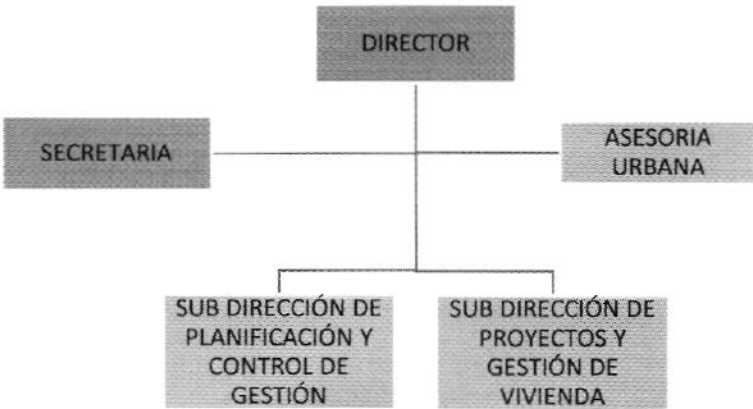 DIRECTOR
SECRETARIA
ASESORIA
URBANA
SUB DIRECCIÓN DE
PLANIFICACIÓN Y
CONTROL DE
GESTIÓN
SUB DIRECCIÓN DE
PROYECTOS Y
GESTIÓN DE
VIVIENDA